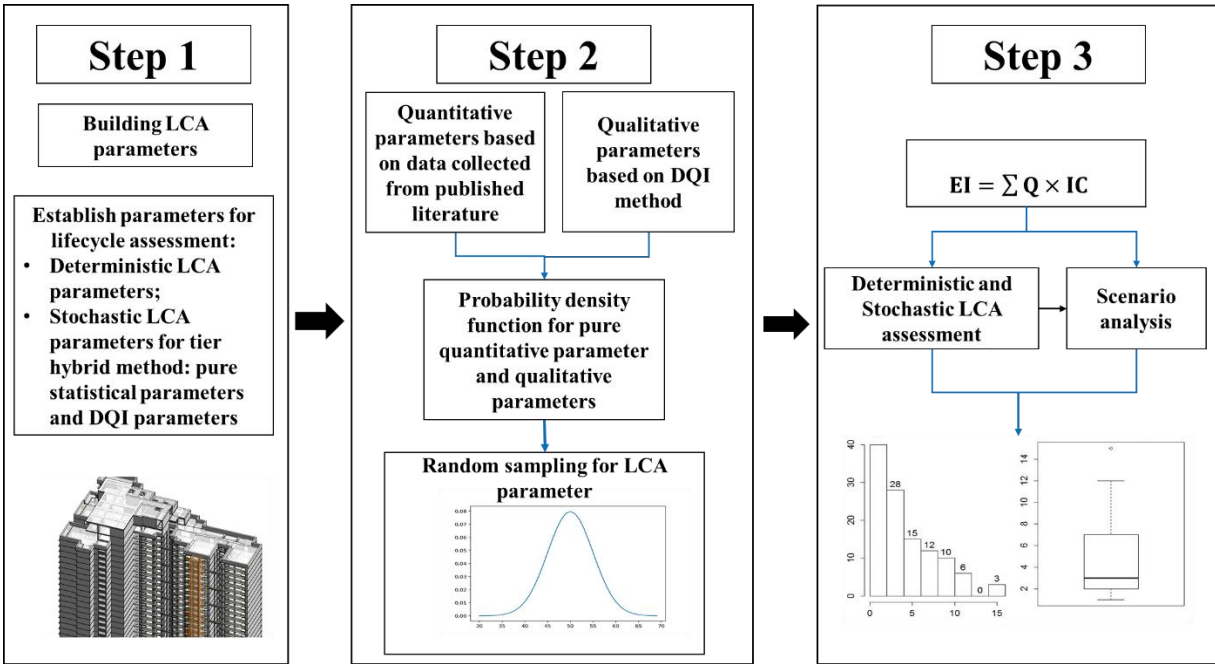 Step 1
Building LCA
parameters
Establish parameters for
lifecycle assessment:
• Deterministic LCA
parameters;
• Stochastic LCA
parameters for tier
hybrid method: pure
statistical parameters
and DQI parameters
Step 2
Quantitative
parameters based
on data collected
from published
literature
Qualitative
parameters
based on DQI
method
Probability density
function for pure
quantitative parameter
and qualitative
parameters
Random sampling for LCA
parameter
0.08
0.07
0.06
0.05
0.04
0.03
0.02
0.01
0.00
30 35 40 45 50 55 60 65 70
Step 3
EI = ∑ Q × IC
Deterministic and
Stochastic LCA
assessment
Scenario
analysis
40
30
20
10
0
28
15
12
10
6
0
3
0 5 10 15
14
12
10
8
6
4
2